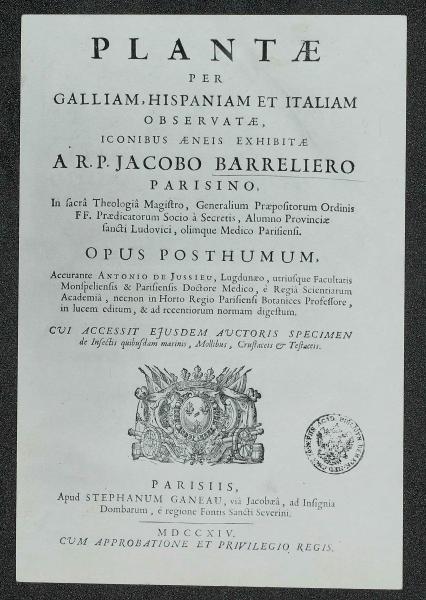 PLANTÆ
PER
GALLIAM, HISPANIAM ET ITALIAM
OBSERVATÆ,
ICONIBUS ÆNEIS EXHIBITÆ
A R. P. JACOBO BARRELIERO
PARISINO,
In sacrâ Theologiâ Magistro, Generalium Præpositorum Ordinis
FF. Prædicatorum Socio à Secretis, Alumno Provinciæ
sancti Ludovici, olimque Medico Parisiensi.
OPUS POSTHUMUM,
Accurante ANTONIO DE JUSSIEU, Lugdunæo, utriusque Facultatis
Monspeliensis & Parisiensis Doctore Medico, è Regiâ Scientiarum
Academiâ, necnon in Horto Regio Parisiensi Botanices Professore,
in lucem editum, & ad recentiorum normam digestum.
CUI ACCESSIT EJUSDEM AUCTORIS SPECIMEN
de Insectis quibusdam marinis, Mollibus, Crustaceis & Testaceis.
PARISIIS,
Apud STEPHANUM GANEAU, viâ Jacobæâ, ad Insignia
Dombarum, è regione Fontis Sancti Severini.
MDCCXIV.
CUM APPROBATIONE ET PRIVILEGIO REGIS.